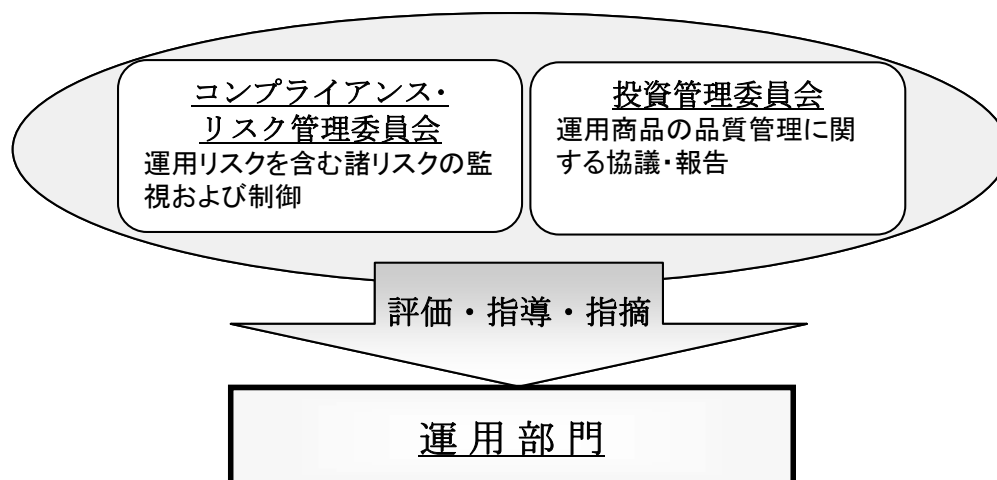 コンプライアンス・
リスク管理委員会
運用リスクを含む諸リスクの監
視および制御
投資管理委員会
運用商品の品質管理に関
する協議・報告
評価・指導・指摘
運用部門